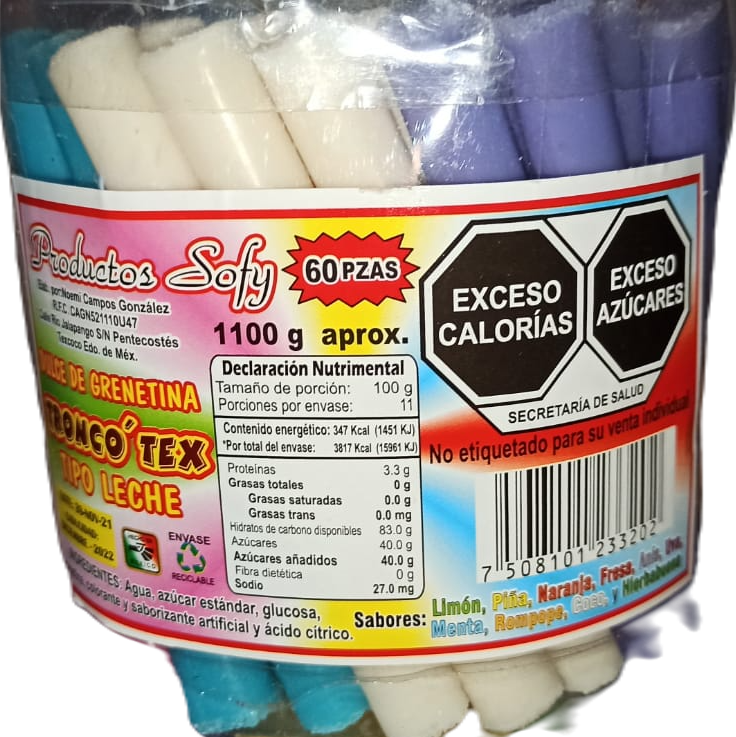 Productos Sofy
60 PZAS
Elab. por: Noemi Campos González
R.F.C. CAGN521110U47
Calle Rio Jalapango S/N Pentecostés
Texcoco Edo. de Méx.
1100 g aprox.
DULCE DE GRENETINA
TRONCO´TEX
TIPO LECHE
ENVASE
RECICLABLE
INGREDIENTES: Agua, azúcar estándar, glucosa,
colorante y saborizante artificial y ácido cítrico.
Declaración Nutrimental
Tamaño de porción: 100 g
Porciones por envase: 11
Contenido energético: 347 Kcal (1451 KJ)
*Por total del envase: 3817 Kcal (15961 KJ)
Proteinas 3.3 g
Grasas totales 0 g
Grasas saturadas 0.0 g
Grasas trans 0.0 mg
Hidratos de carbono disponibles 83.0 g
Azúcares 40.0 g
Azúcares añadidos 40.0 g
Fibra dietética 0 g
Sodio 27.0 mg
EXCESO
CALORÍAS
EXCESO
AZÚCARES
SECRETARÍA DE SALUD
No etiquetado para su venta individual
7 508101 233202
Sabores: Limón, Piña, Naranja, Fresa, Anis, Uva,
Menta, Rompope, Coco, y Hierbabuena